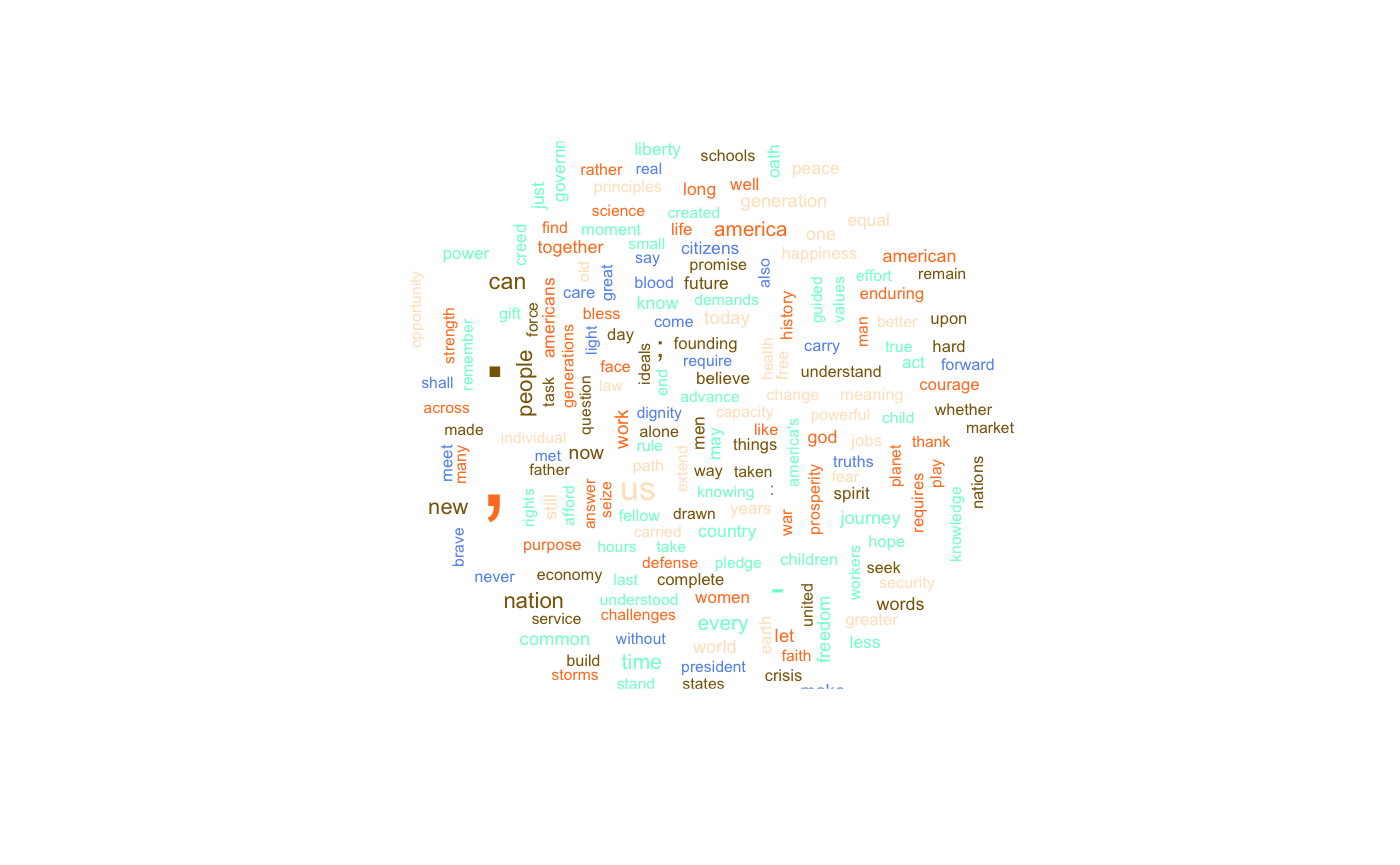 liberty
schools
oath
peace
governn
rather
real
just
principles
long
well
generation
science
created
equal
find
moment
life
america
one
creed
together
small
citizens
power
say
promise
happiness
american
can
old
great
also
opportunity
care
blood
future
effort
remain
guided
values
enduring
know
demands
gift
force
americans
bless
come
today
history
man
better
upon
strength
remember
light
day
;
founding
carry
true
hard
generations
ideals
require
health
free
act
forward
.
people
face
believe
understand
shall
task
question
law
end
advance
change
meaning
courage
across
work
dignity
men
capacity
powerful
child
whether
made
individual
alone
may
like
america's
god
jobs
thank
market
now
rule
things
met
father
path
extend
way
taken
truths
planet
play
meet
many
fear
nations
us
knowing
:
prosperity
spirit
requires
knowledge
new
,
rights
still
afford
answer
seize
fellow
drawn
years
war
journey
carried
country
brave
purpose
hours
take
hope
defense
pledge
children
workers
seek
never
economy
last
complete
security
-
nation
understood
women
united
words
service
challenges
every
earth
let
freedom
greater
common
without
world
less
build
time
president
faith
storms
crisis
stand
states